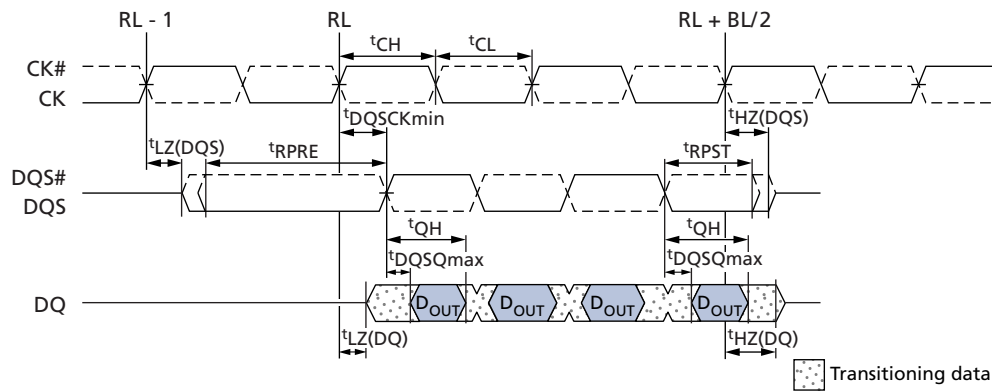 RL - 1 RL RL + BL/2
tCH tCL
CK#
CK
tDQSCKmin tHZ(DQS)
tLZ(DQS) tRPRE tRPST
DQS#
DQS
tQH tQH
tDQSQmax tDQSQmax
DQ DOUT DOUT DOUT DOUT
tLZ(DQ) tHZ(DQ)
Transitioning data